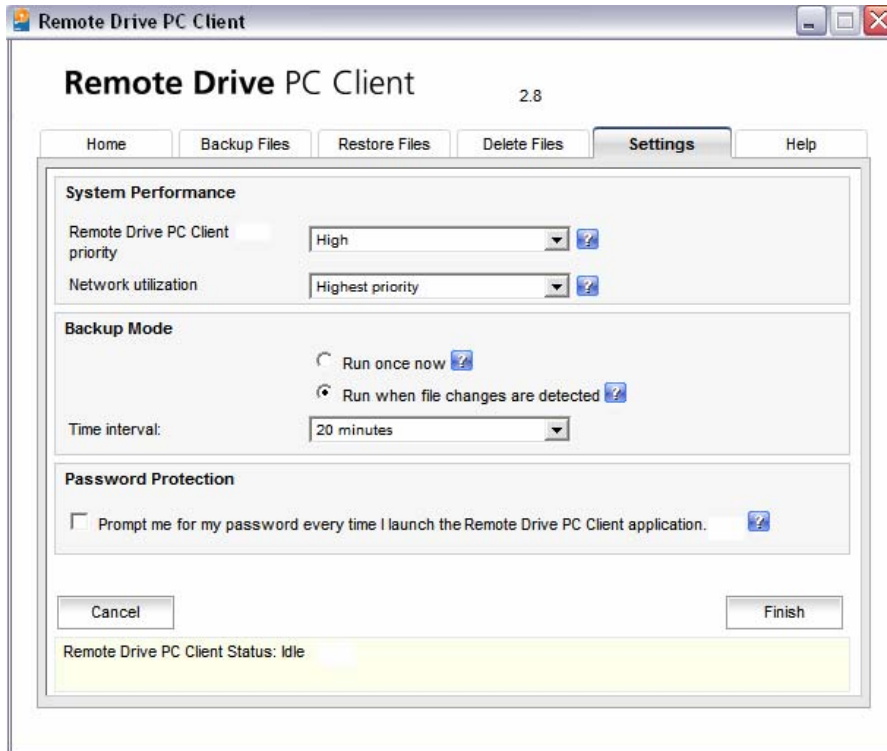 Remote Drive PC Client
Remote Drive PC Client
2.8
Home
Backup Files
Restore Files
Delete Files
Settings
Help
System Performance
Remote Drive PC Client
priority
High
?
Network utilization
Highest priority
?
Backup Mode
Run once now
?
Run when file changes are detected
?
Time interval:
20 minutes
Password Protection
Prompt me for my password every time I launch the Remote Drive PC Client application.
?
Cancel
Finish
Remote Drive PC Client Status: Idle